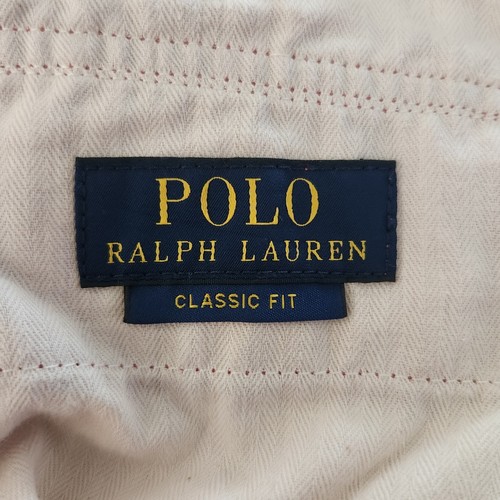 POLO
RALPH LAUREN
CLASSIC FIT